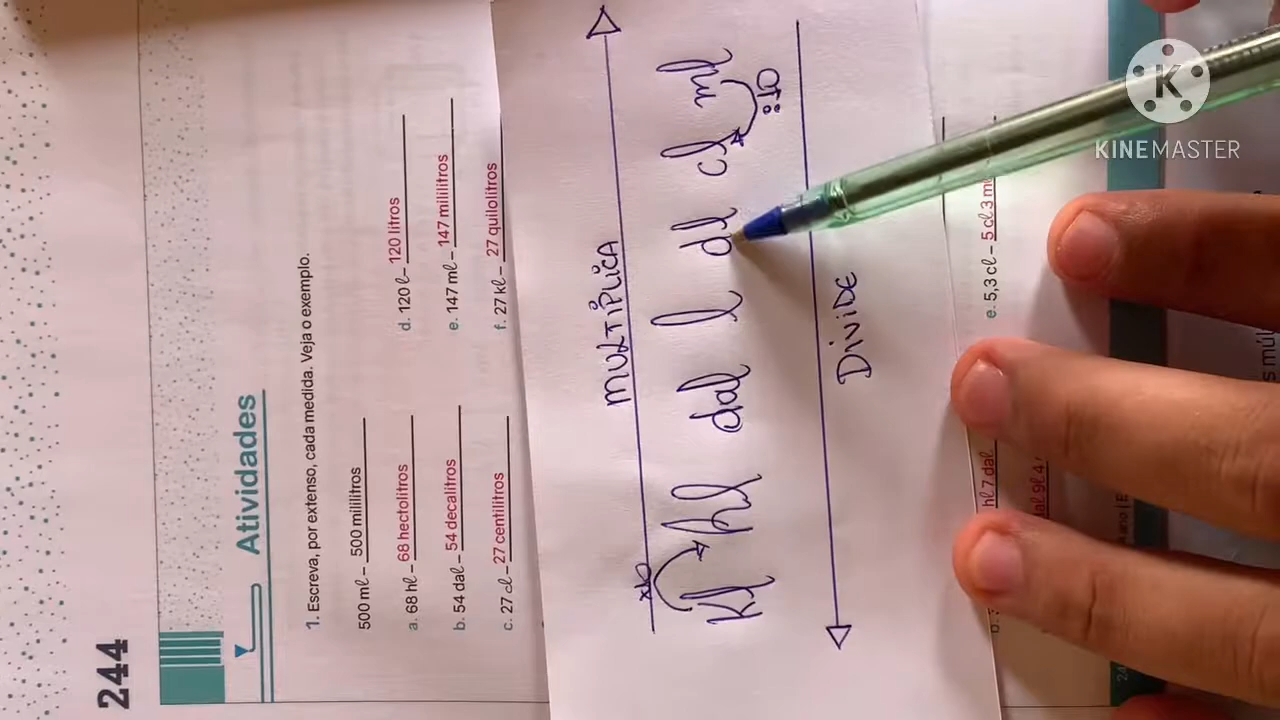 244
Atividades
1. Escreva, por extenso, cada medida. Veja o exemplo.
500 mℓ – 500 mililitros
a. 68 hℓ – 68 hectolitros
b. 54 daℓ – 54 decalitros
c. 27 cℓ – 27 centilitros
d. 120 ℓ – 120 litros
e. 147 mℓ – 147 mililitros
f. 27 kℓ – 27 quilolitros
MULTIPLICA
x10
Kl hl dal l dl cl ml
:10
DIVIDE
hℓ 7 daℓ
e. 5,3 cℓ – 5 cℓ 3 m
KINEMASTER